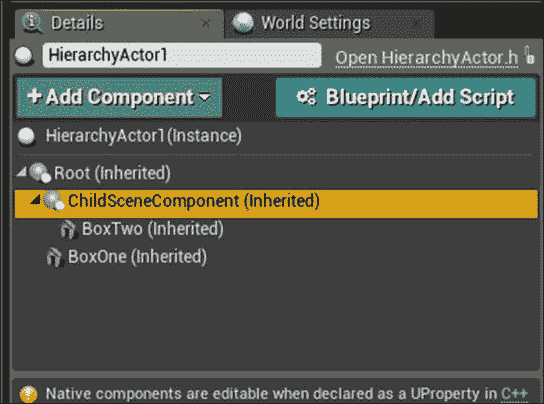 Details
World Settings
HierarchyActor1
Open HierarchyActor.h
+ Add Component
Blueprint/Add Script
HierarchyActor1(Instance)
Root (Inherited)
ChildSceneComponent (Inherited)
BoxTwo (Inherited)
BoxOne (Inherited)
Native components are editable when declared as a UProperty in C++